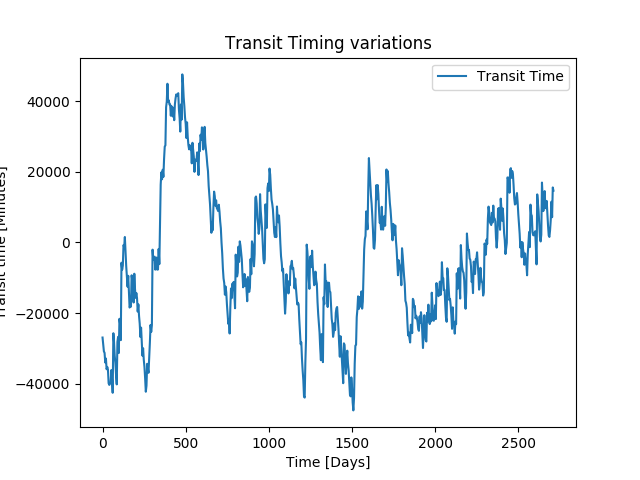 Transit Timing variations
Transit Time
Transit time [Minutes]
40000
20000
0
−20000
−40000
0
500
1000
1500
2000
2500
Time [Days]